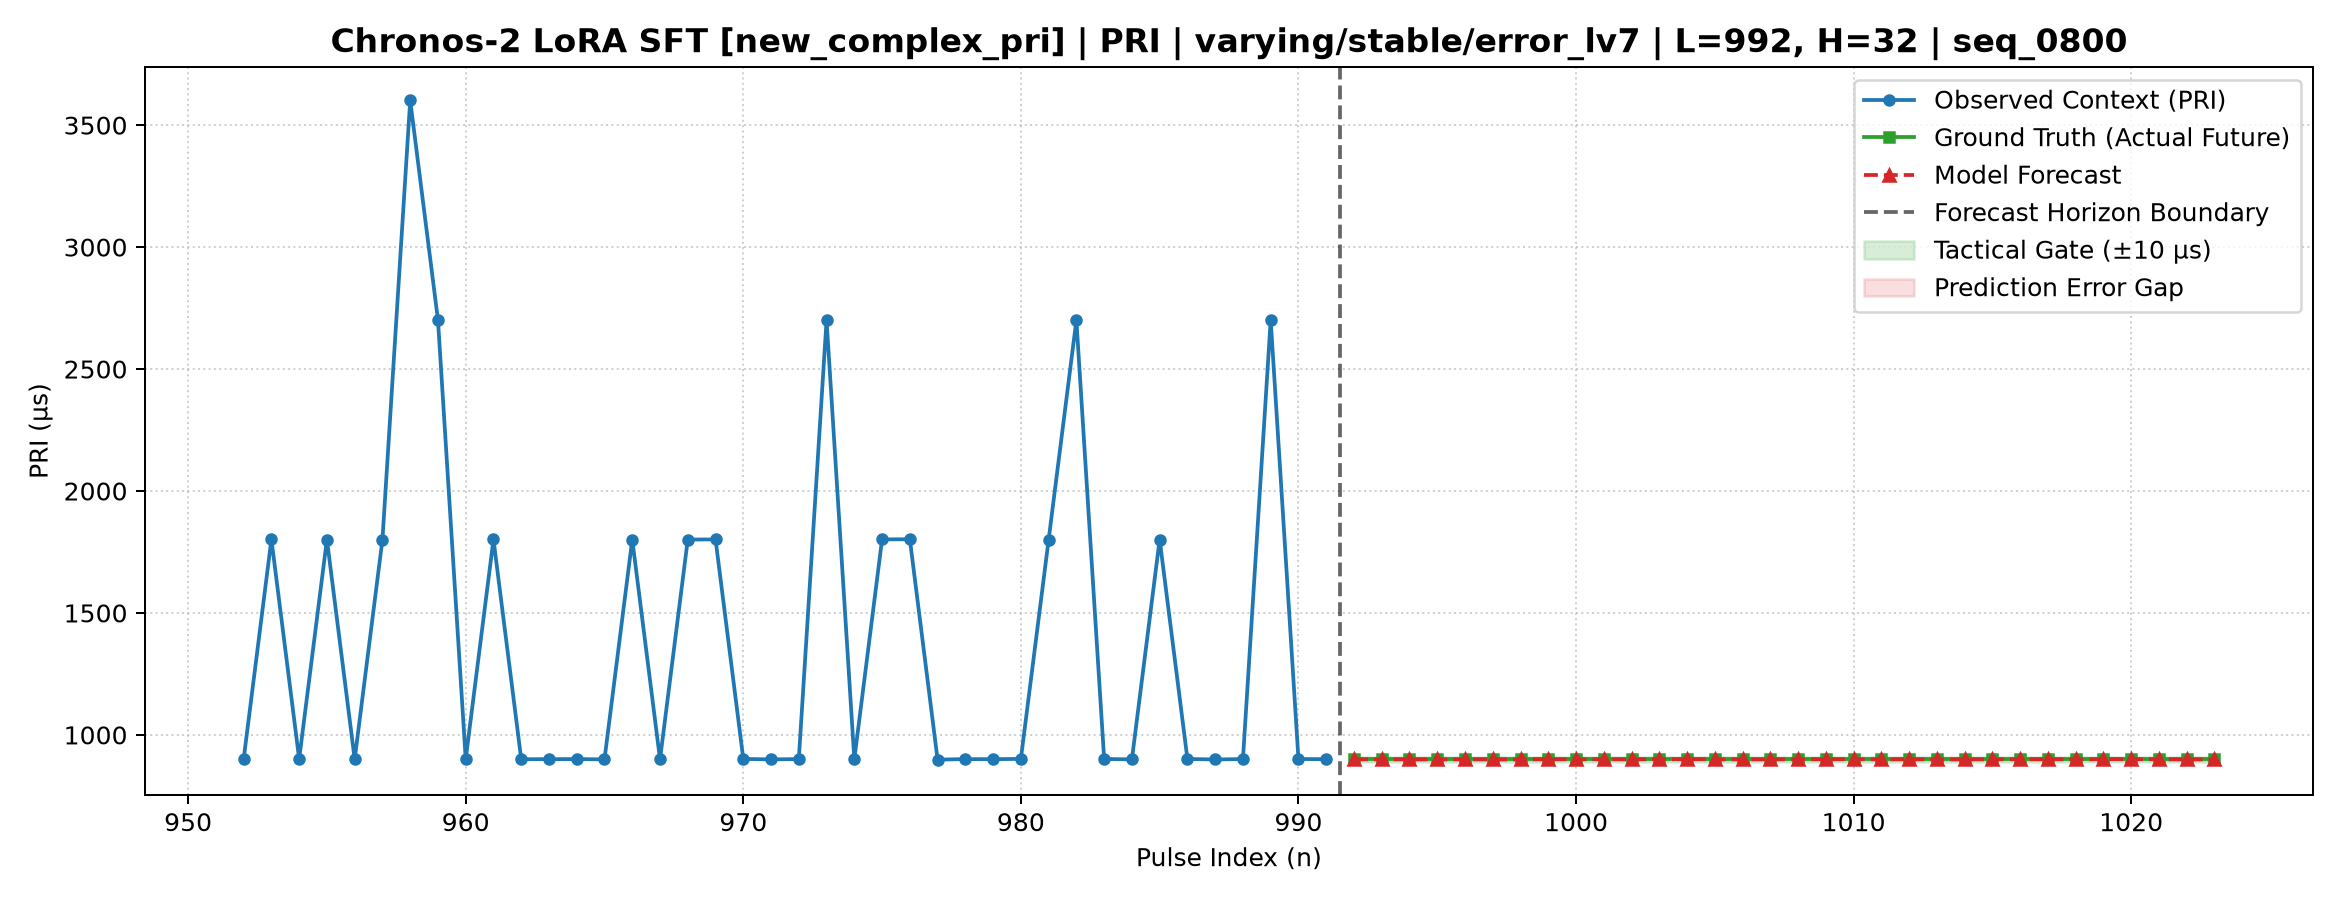 Chronos-2 LoRA SFT [new_complex_pri] | PRI | varying/stable/error_lv7 | L=992, H=32 | seq_0800
Observed Context (PRI)
Ground Truth (Actual Future)
Model Forecast
Forecast Horizon Boundary
Tactical Gate (±10 μs)
Prediction Error Gap
PRI (μs)
3500
3000
2500
2000
1500
1000
950 960 970 980 990 1000 1010 1020
Pulse Index (n)